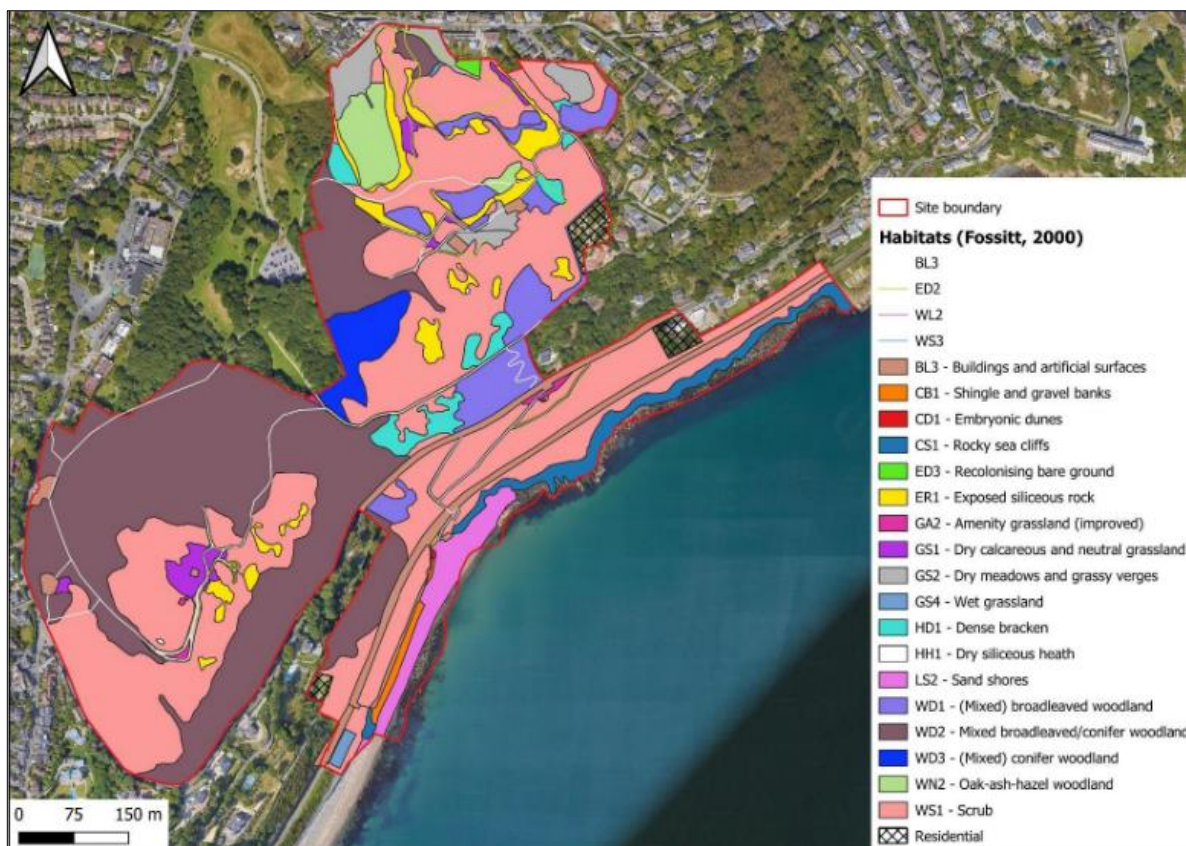 Site boundary
Habitats (Fossitt, 2000)
BL3
ED2
WL2
WS3
BL3 - Buildings and artificial surfaces
CB1 - Shingle and gravel banks
CD1 - Embryonic dunes
CS1 - Rocky sea cliffs
ED3 - Recolonising bare ground
ER1 - Exposed siliceous rock
GA2 - Amenity grassland (improved)
GS1 - Dry calcareous and neutral grassland
GS2 - Dry meadows and grassy verges
GS4 - Wet grassland
HD1 - Dense bracken
HH1 - Dry siliceous heath
LS2 - Sand shores
WD1 - (Mixed) broadleaved woodland
WD2 - Mixed broadleaved/conifer woodland
WD3 - (Mixed) conifer woodland
WN2 - Oak-ash-hazel woodland
WS1 - Scrub
Residential
0 75 150 m